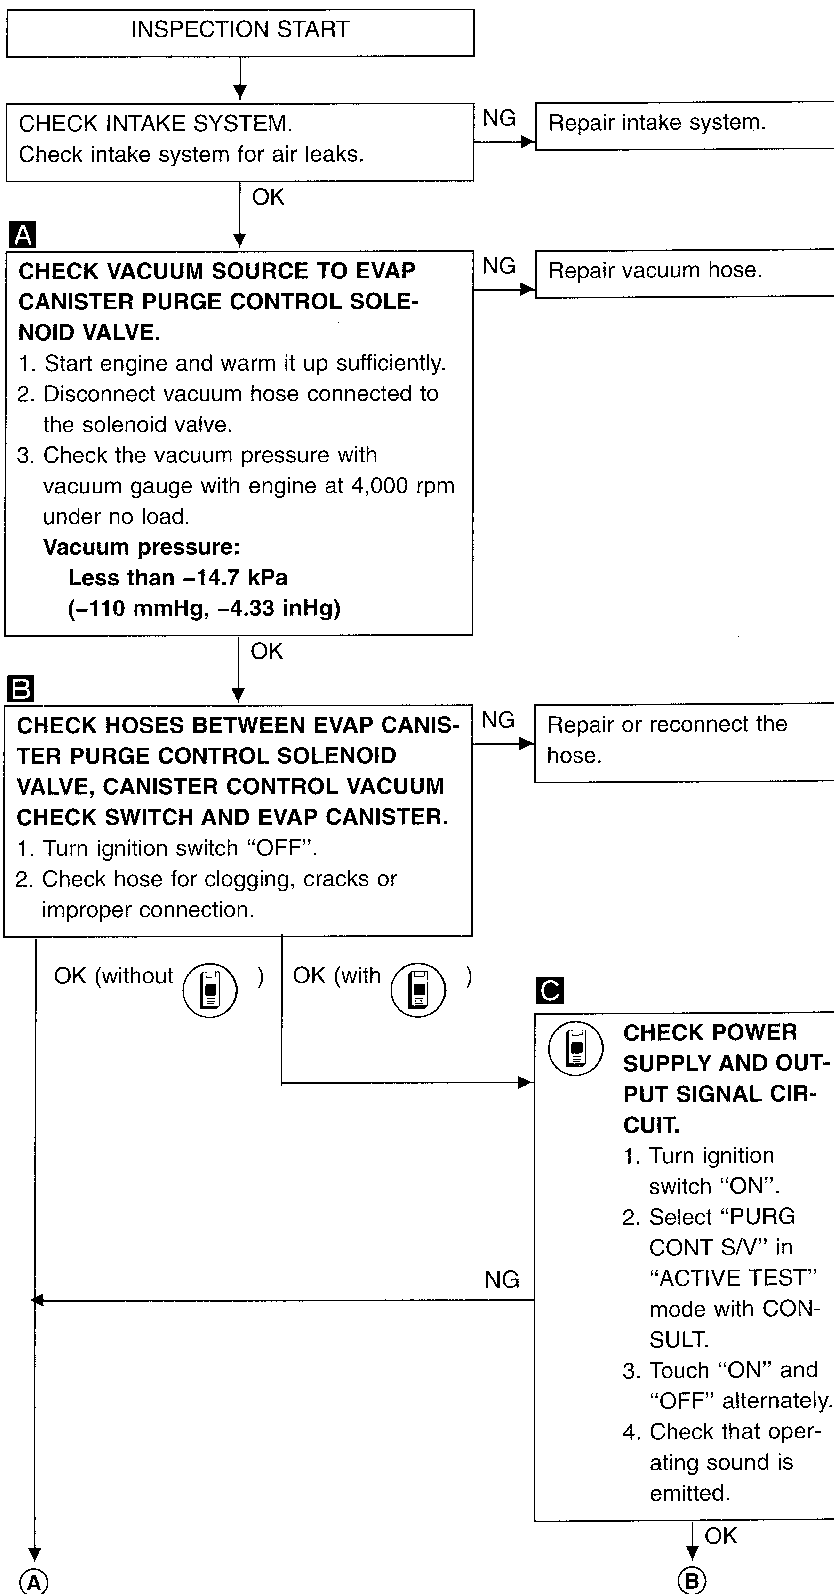 INSPECTION START
CHECK INTAKE SYSTEM.
Check intake system for air leaks.
NG
Repair intake system.
OK
A
CHECK VACUUM SOURCE TO EVAP
CANISTER PURGE CONTROL SOLE-
NOID VALVE.
1. Start engine and warm it up sufficiently.
2. Disconnect vacuum hose connected to
the solenoid valve.
3. Check the vacuum pressure with
vacuum gauge with engine at 4,000 rpm
under no load.
Vacuum pressure:
Less than –14.7 kPa
(–110 mmHg, –4.33 inHg)
NG
Repair vacuum hose.
OK
B
CHECK HOSES BETWEEN EVAP CANIS-
TER PURGE CONTROL SOLENOID
VALVE, CANISTER CONTROL VACUUM
CHECK SWITCH AND EVAP CANISTER.
1. Turn ignition switch “OFF”.
2. Check hose for clogging, cracks or
improper connection.
NG
Repair or reconnect the
hose.
OK (without )
OK (with )
C
CHECK POWER
SUPPLY AND OUT-
PUT SIGNAL CIR-
CUIT.
1. Turn ignition
switch “ON”.
2. Select “PURG
CONT S/V” in
“ACTIVE TEST”
mode with CON-
SULT.
3. Touch “ON” and
“OFF” alternately.
4. Check that oper-
ating sound is
emitted.
NG
OK
A
B